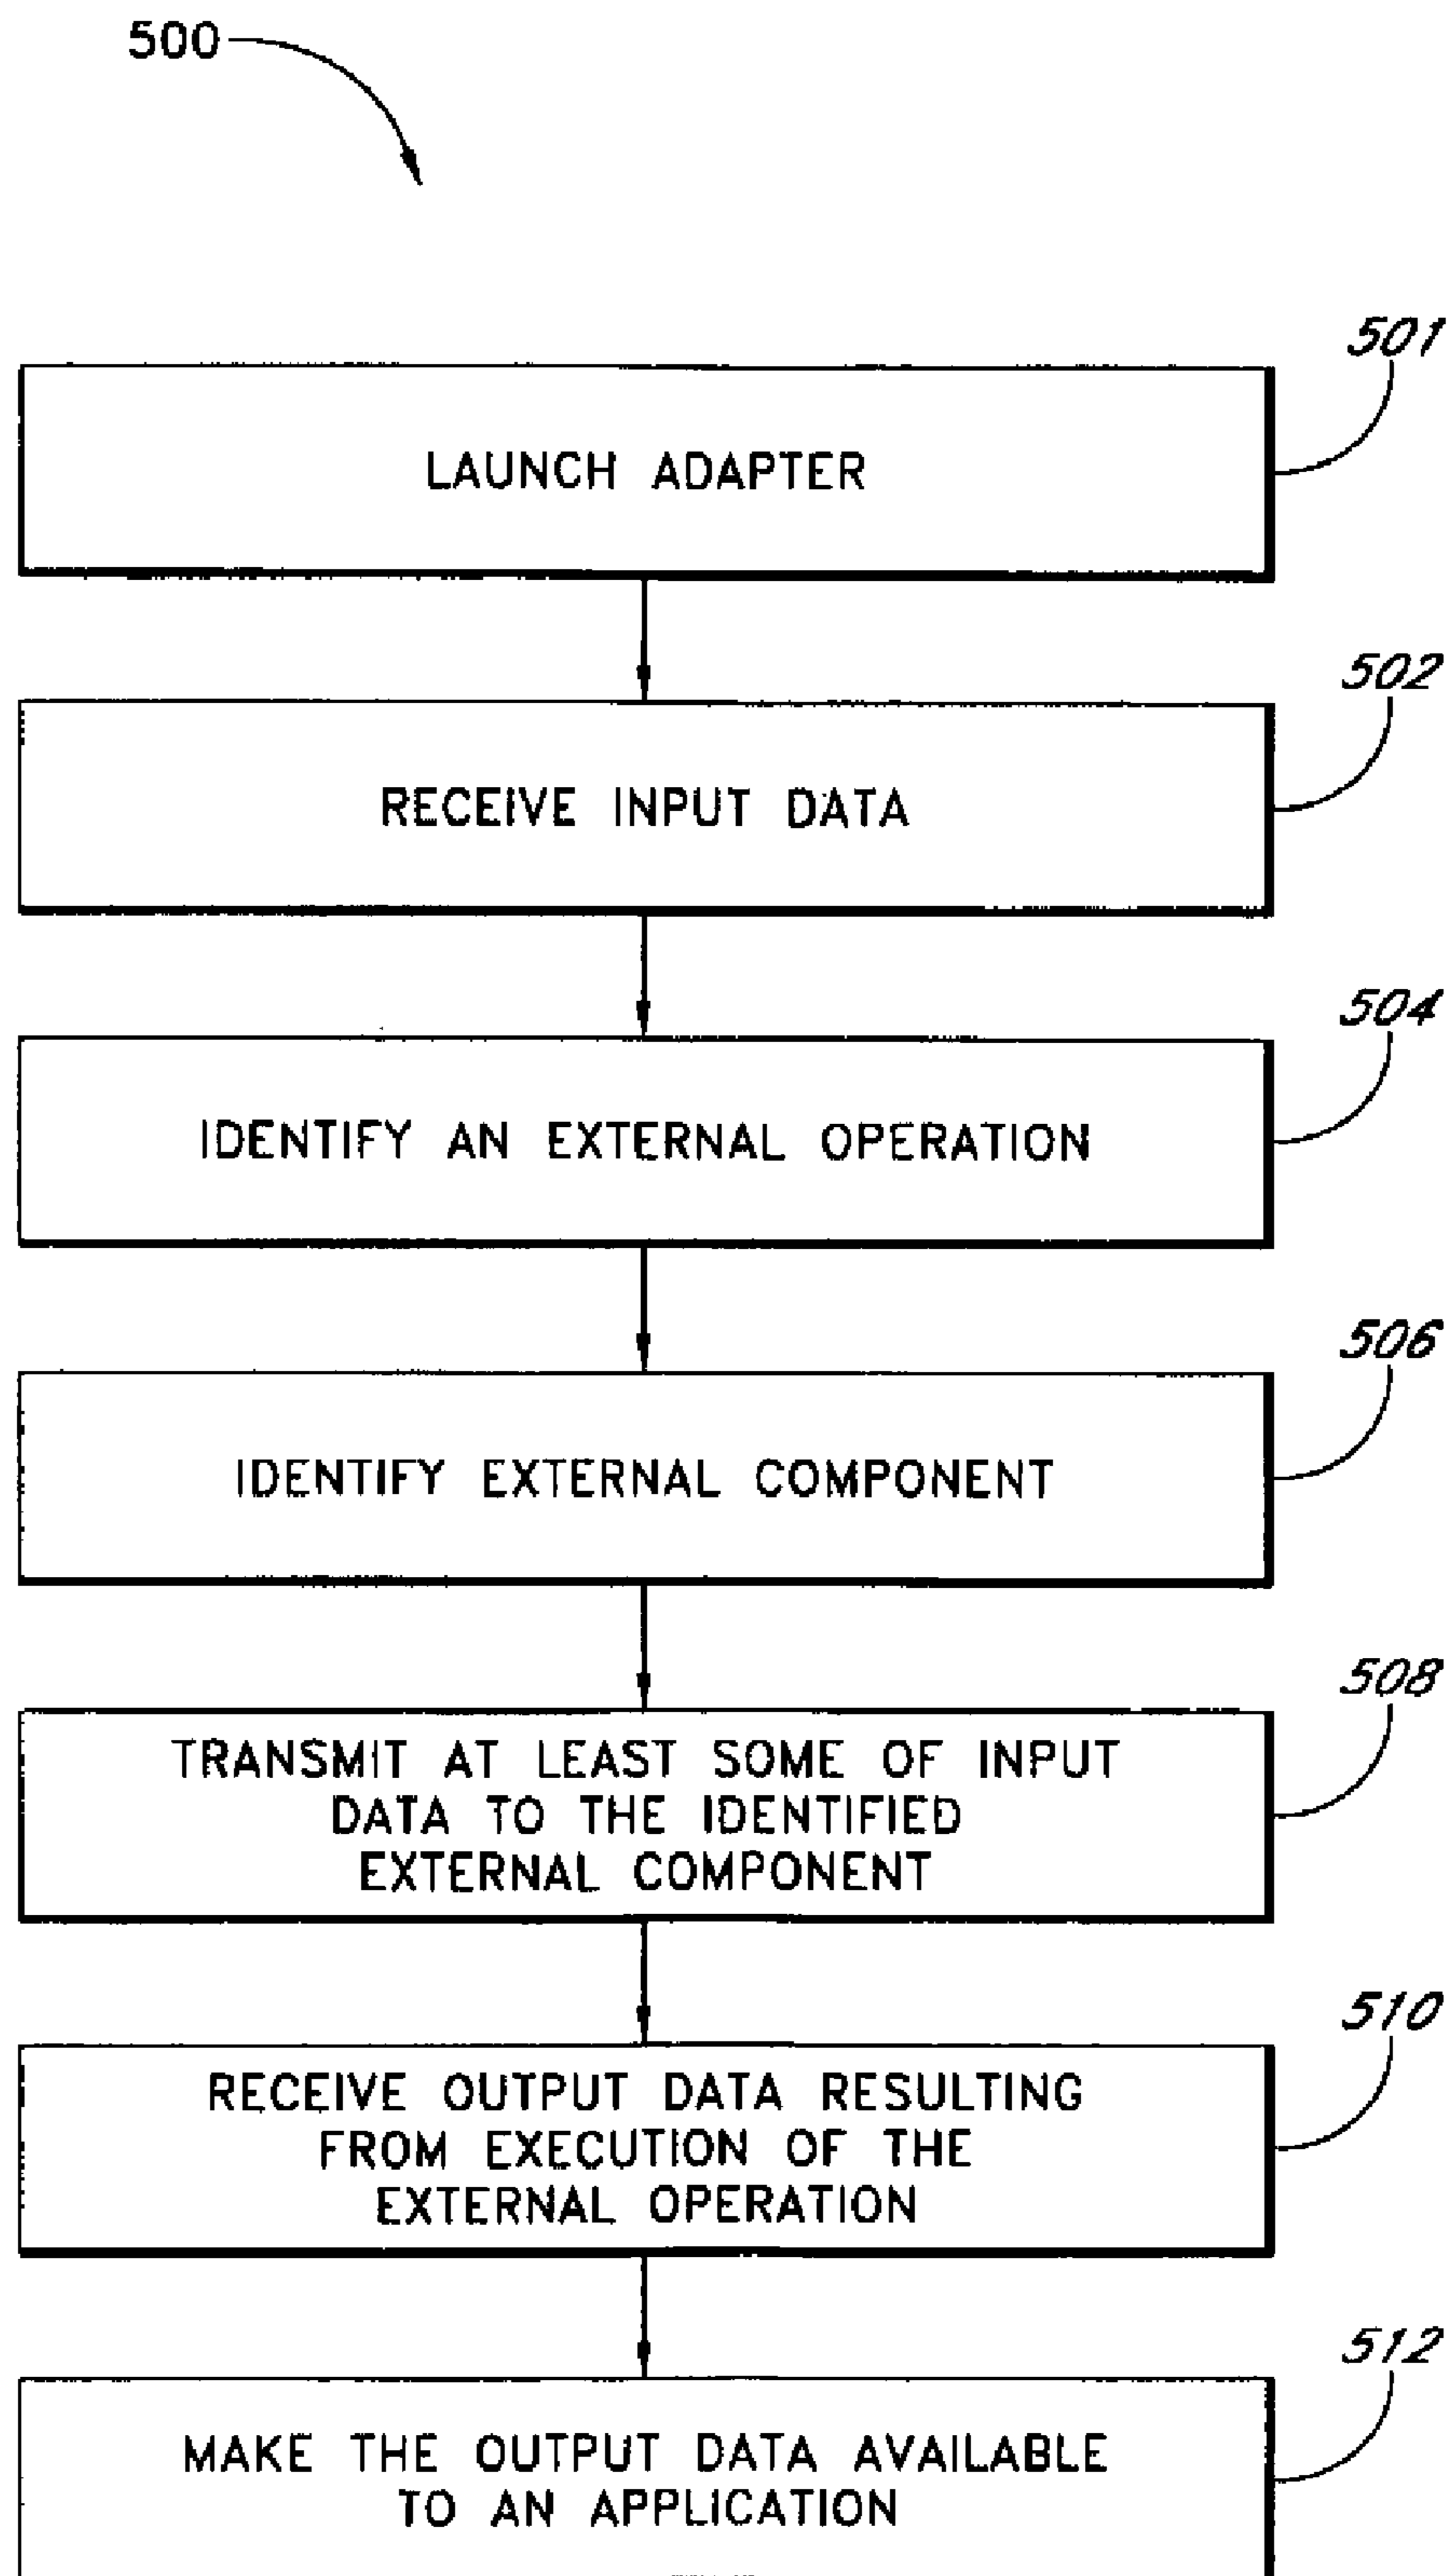 500
501
LAUNCH ADAPTER
502
RECEIVE INPUT DATA
504
IDENTIFY AN EXTERNAL OPERATION
506
IDENTIFY EXTERNAL COMPONENT
508
TRANSMIT AT LEAST SOME OF INPUT
DATA TO THE IDENTIFIED
EXTERNAL COMPONENT
510
RECEIVE OUTPUT DATA RESULTING
FROM EXECUTION OF THE
EXTERNAL OPERATION
512
MAKE THE OUTPUT DATA AVAILABLE
TO AN APPLICATION